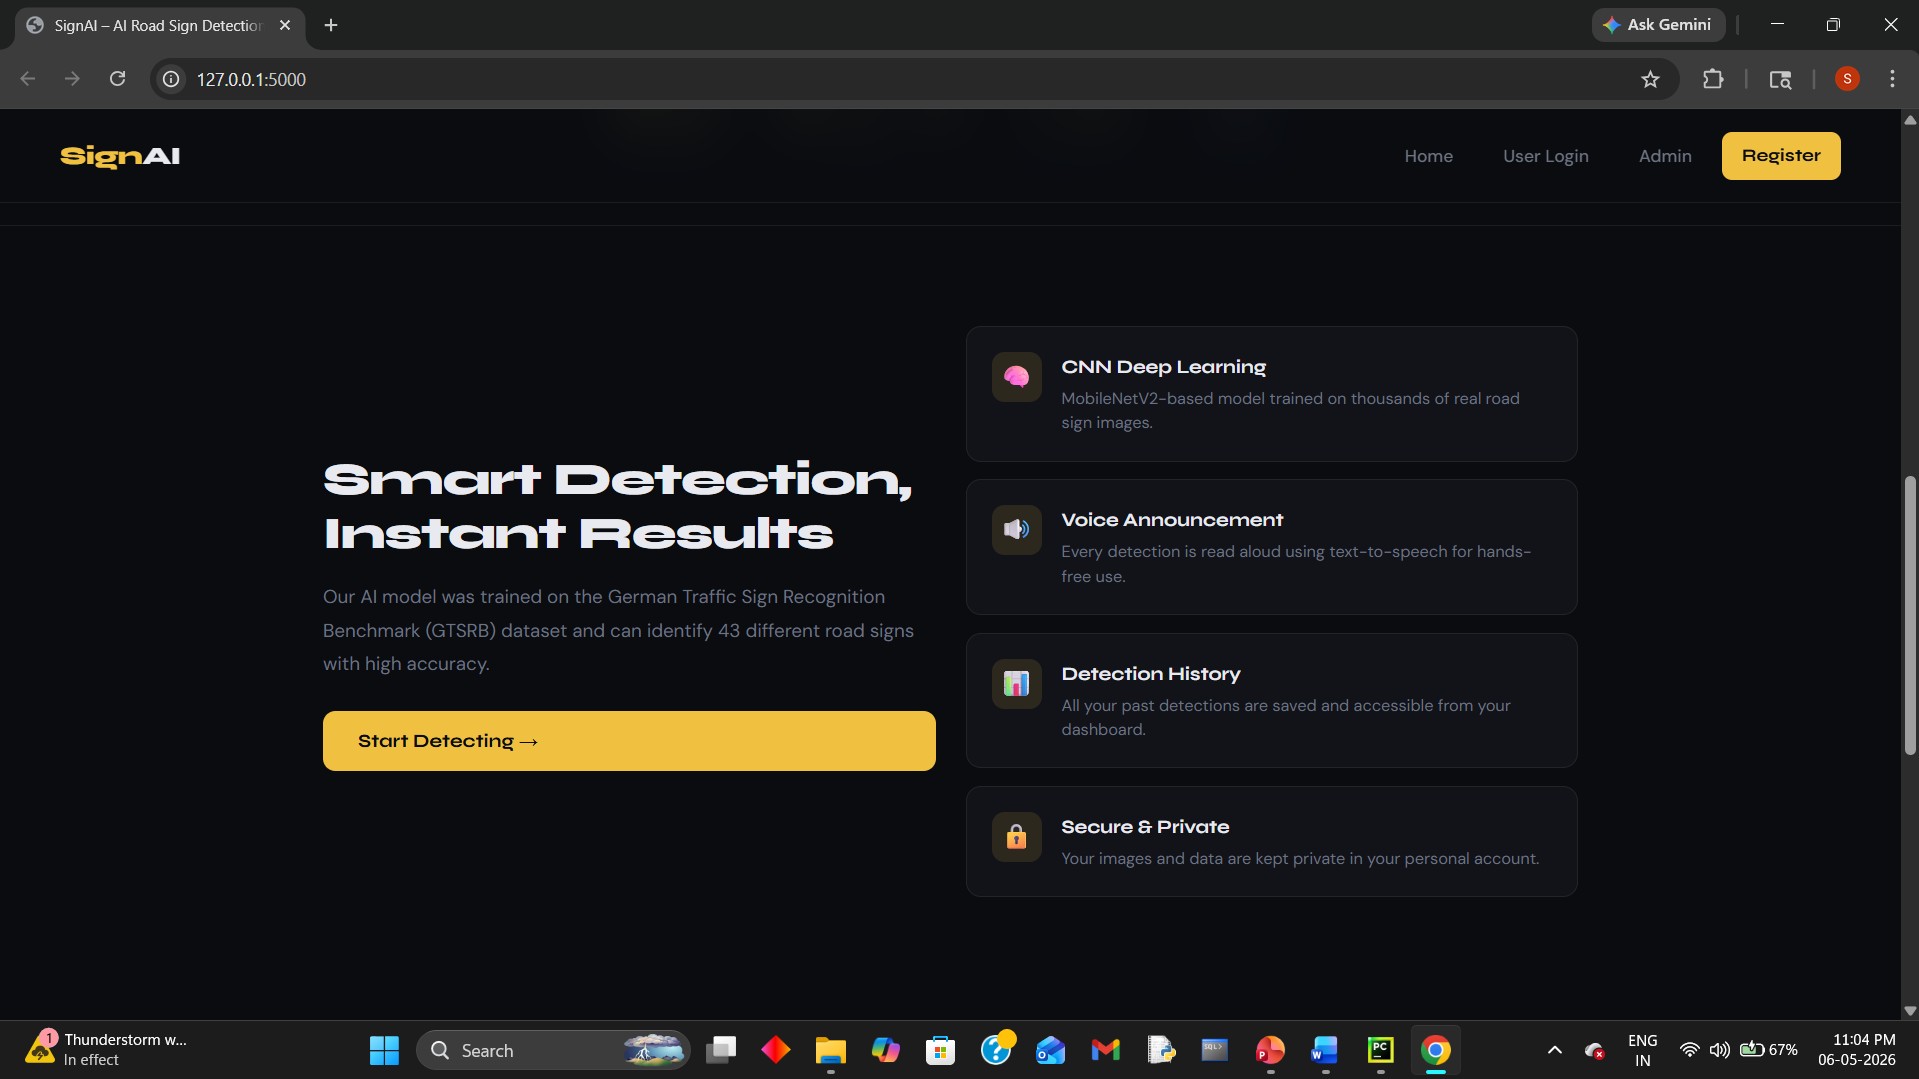 SignAI – AI Road Sign Detection
Ask Gemini
127.0.0.1:5000
S
SignAI
Home
User Login
Admin
Register
Smart Detection,
Instant Results
Our AI model was trained on the German Traffic Sign Recognition
Benchmark (GTSRB) dataset and can identify 43 different road signs
with high accuracy.
Start Detecting →
CNN Deep Learning
MobileNetV2-based model trained on thousands of real road
sign images.
Voice Announcement
Every detection is read aloud using text-to-speech for hands-
free use.
Detection History
All your past detections are saved and accessible from your
dashboard.
Secure & Private
Your images and data are kept private in your personal account.
1
Thunderstorm w...
In effect
Search
SQL>
P
W
PC
ENG
IN
67%
11:04 PM
06-05-2026